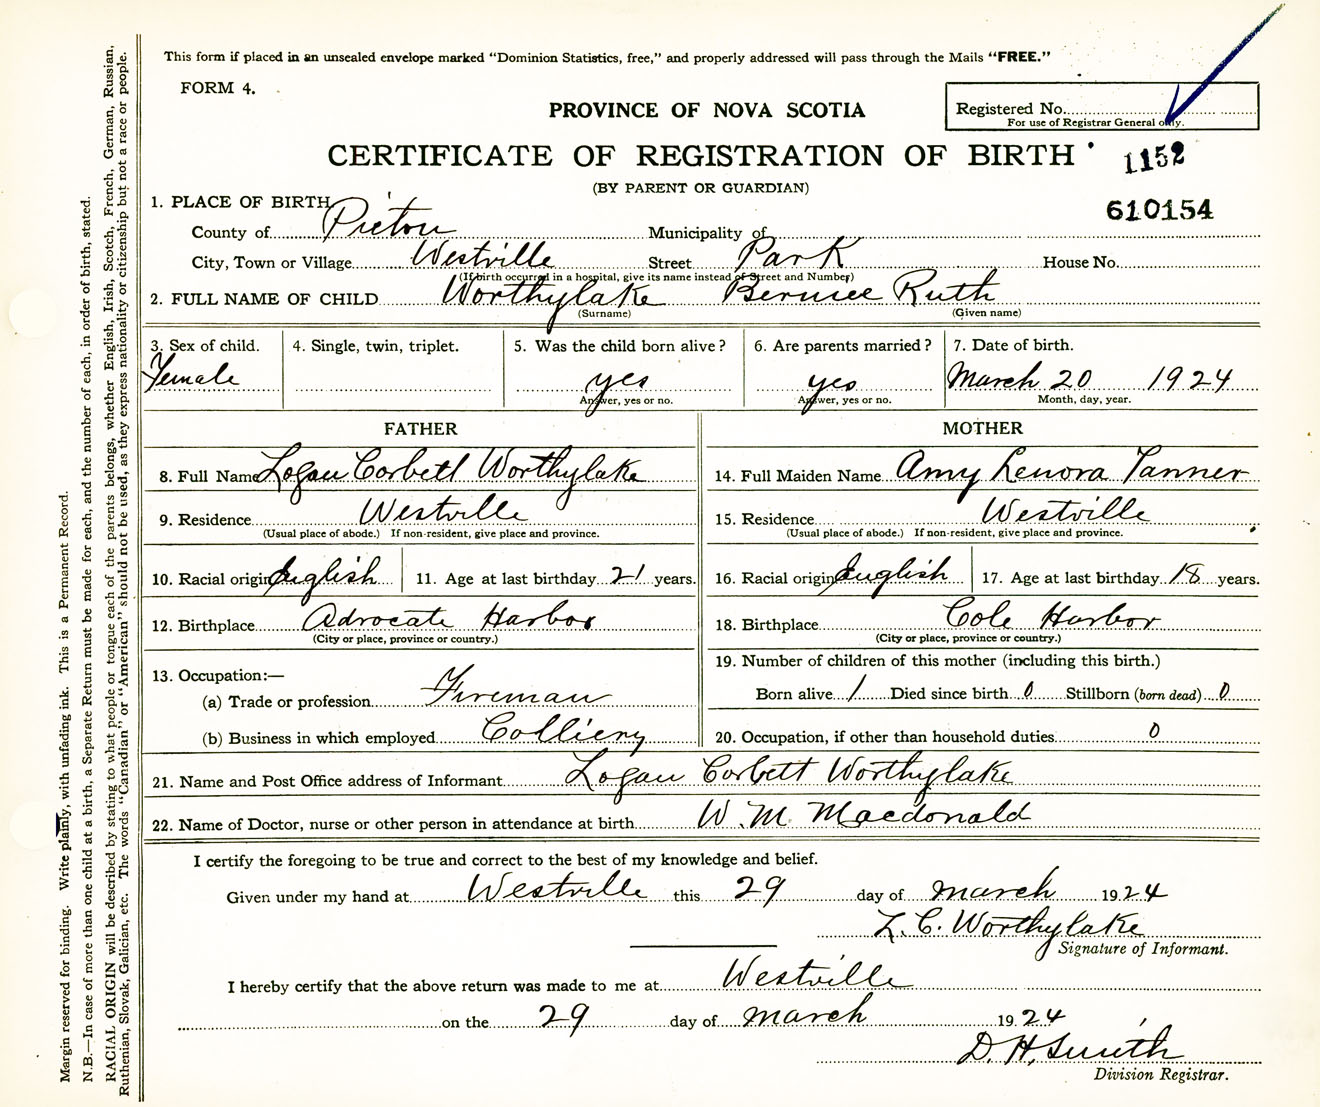 This form if placed in an unsealed envelope marked “Dominion Statistics, free,” and properly addressed will pass through the Mails “FREE.”
FORM 4.
PROVINCE OF NOVA SCOTIA
Registered No.
For use of Registrar General only.
CERTIFICATE OF REGISTRATION OF BIRTH
1152
(BY PARENT OR GUARDIAN)
610154
1. PLACE OF BIRTH
County of Pictou Municipality of
City, Town or Village Westville Street Park House No.
(If birth occurred in a hospital, give its name instead of Street and Number)
2. FULL NAME OF CHILD Worthylake Bernice Ruth
(Surname) (Given name)
3. Sex of child. 4. Single, twin, triplet. 5. Was the child born alive? 6. Are parents married? 7. Date of birth.
Female yes yes March 20 1924
Answer, yes or no. Answer, yes or no. Month, day, year.
FATHER MOTHER
8. Full Name Logan Corbett Worthylake 14. Full Maiden Name Amy Lenora Tanner
9. Residence Westville 15. Residence Westville
(Usual place of abode.) If non-resident, give place and province. (Usual place of abode.) If non-resident, give place and province.
10. Racial origin English 11. Age at last birthday 21 years. 16. Racial origin English 17. Age at last birthday 18 years.
12. Birthplace Advocate Harbor 18. Birthplace Cole Harbor
(City or place, province or country.) (City or place, province or country.)
13. Occupation:— 19. Number of children of this mother (including this birth.)
(a) Trade or profession Fireman Born alive 1 Died since birth 0 Stillborn (born dead) 0
(b) Business in which employed Colliery 20. Occupation, if other than household duties 0
21. Name and Post Office address of Informant Logan Corbett Worthylake
22. Name of Doctor, nurse or other person in attendance at birth W. M. Macdonald
I certify the foregoing to be true and correct to the best of my knowledge and belief.
Given under my hand at Westville this 29 day of March 1924
L. C. Worthylake
Signature of Informant.
I hereby certify that the above return was made to me at Westville
on the 29 day of March 1924
D. H. Smith
Division Registrar.
Margin reserved for binding. Write plainly, with unfading ink. This is a Permanent Record.
N.B.—In case of more than one child at a birth, a Separate Return must be made for each, and the number of each, in order of birth, stated.
RACIAL ORIGIN will be described by stating to what people or tongue each of the parents belongs, whether English, Irish, Scotch, French, German, Russian,
Ruthenian, Slovak, Galician, etc. The words “Canadian” or “American” should not be used, as they express nationality or citizenship but not a race or people.